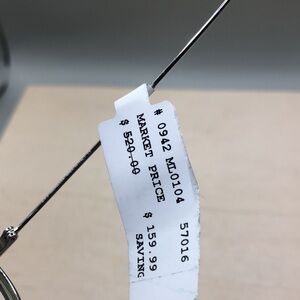 # 0942 ML0104 57016
MARKET PRICE $ 159.99
$ 520.00 SAVING